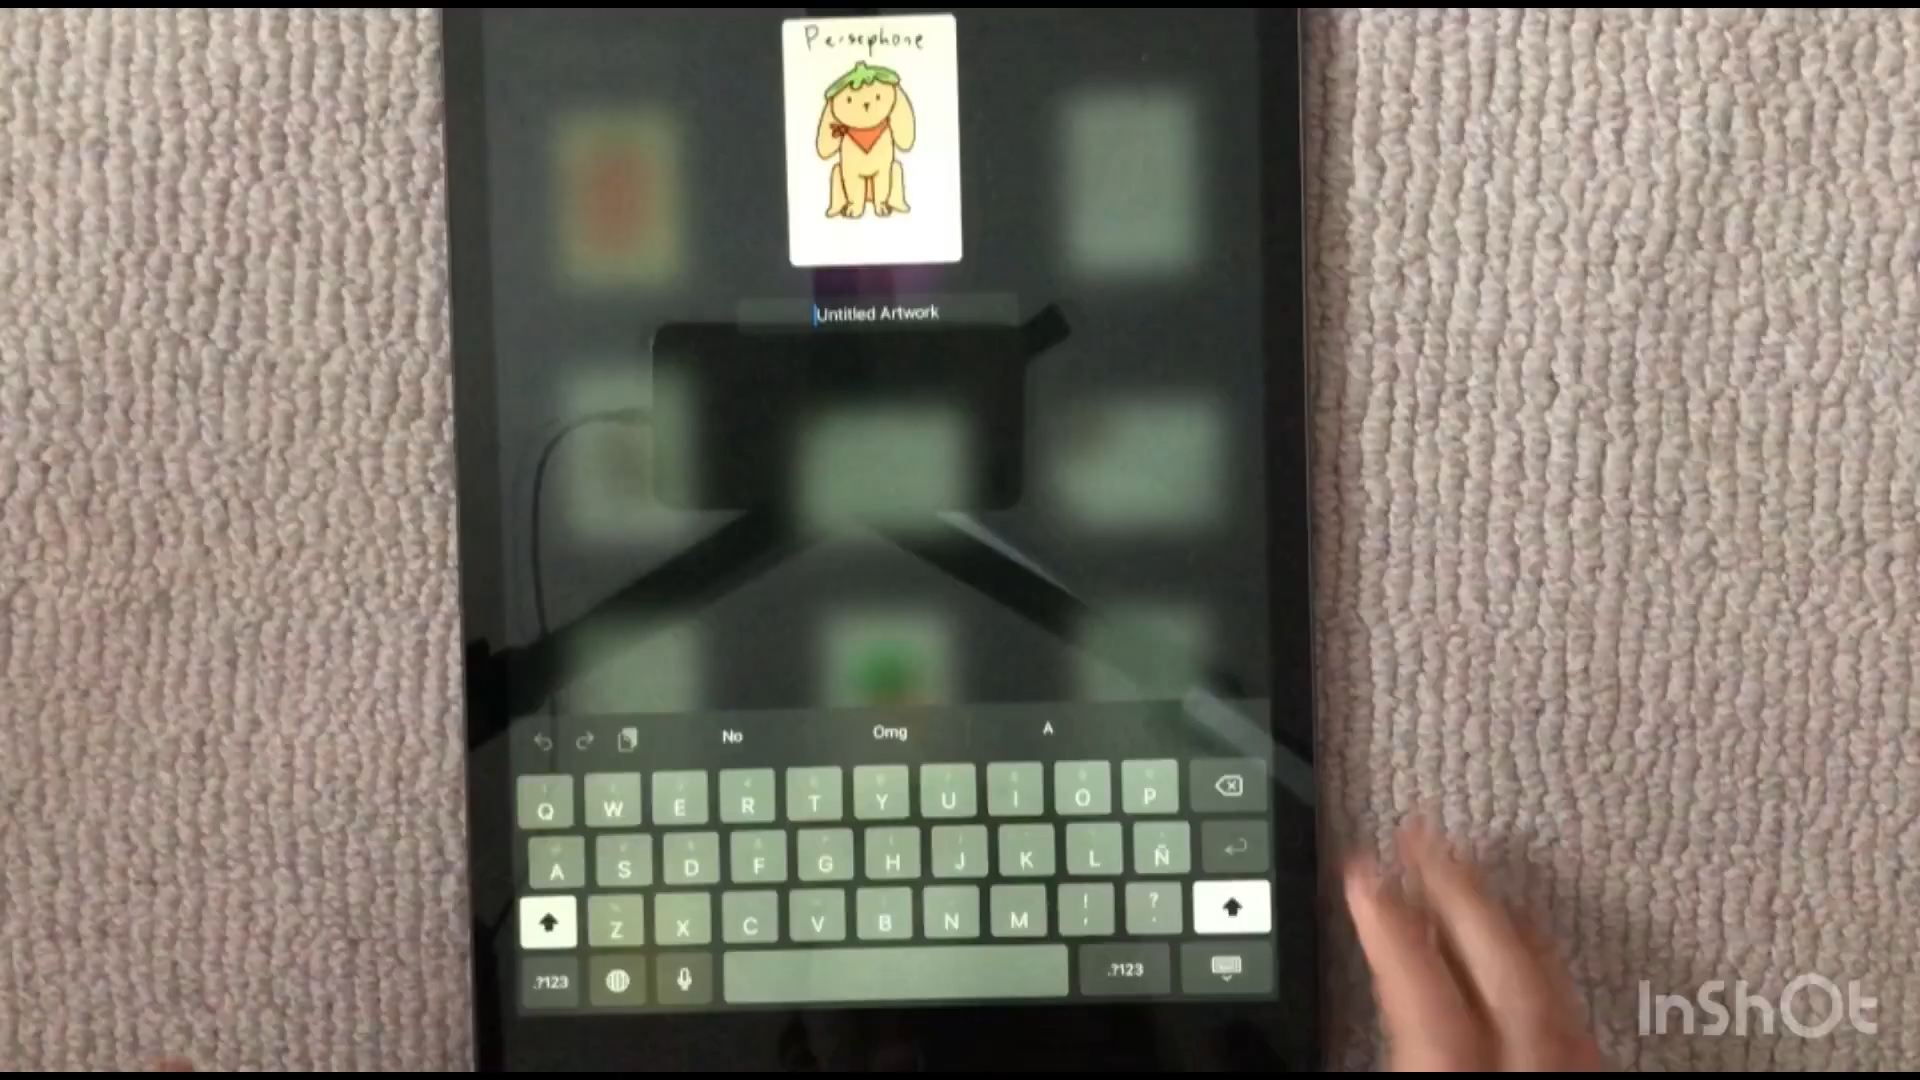 Persephone
Untitled Artwork
No Omg A
Q W E R T Y U I O P
A S D F G H J K L Ñ
Z X C V B N M ! , ? .
.?123 .?123
InShOt